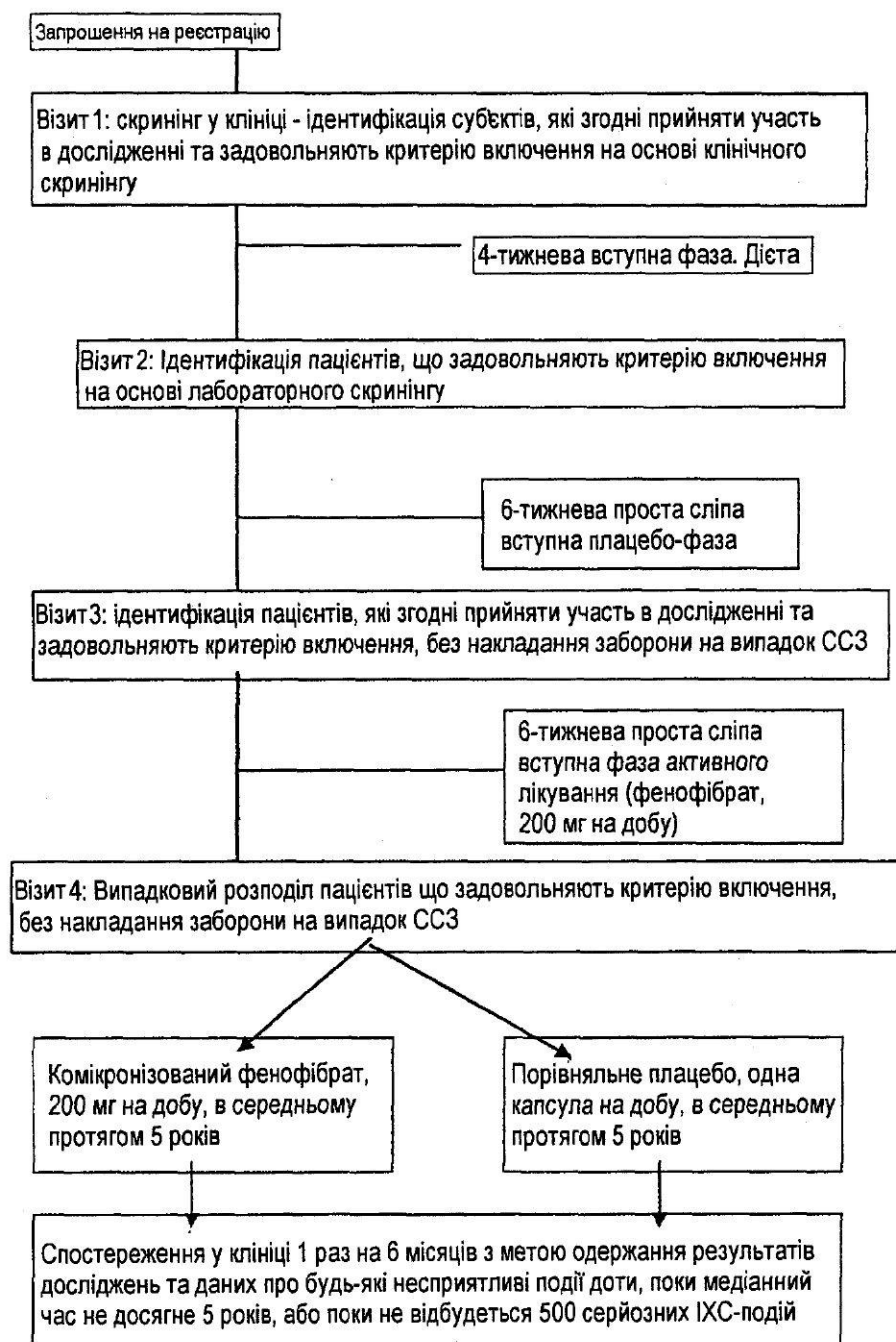 Запрошення на реєстрацію
Візит 1: скринінг у клініці - ідентифікація суб'єктів, які згодні прийняти участь
в дослідженні та задовольняють критерію включення на основі клінічного
скринінгу
4-тижнева вступна фаза. Дієта
Візит 2: Ідентифікація пацієнтів, що задовольняють критерію включення
на основі лабораторного скринінгу
6-тижнева проста сліпа
вступна плацебо-фаза
Візит 3: ідентифікація пацієнтів, які згодні прийняти участь в дослідженні та
задовольняють критерію включення, без накладання заборони на випадок ССЗ
6-тижнева проста сліпа
вступна фаза активного
лікування (фенофібрат,
200 мг на добу)
Візит 4: Випадковий розподіл пацієнтів що задовольняють критерію включення,
без накладання заборони на випадок ССЗ
Комікронізований фенофібрат,
200 мг на добу, в середньому
протягом 5 років
Порівняльне плацебо, одна
капсула на добу, в середньому
протягом 5 років
Спостереження у клініці 1 раз на 6 місяців з метою одержання результатів
досліджень та даних про будь-які несприятливі події доти, поки медіанний
час не досягне 5 років, або поки не відбудеться 500 серйозних ІХС-подій